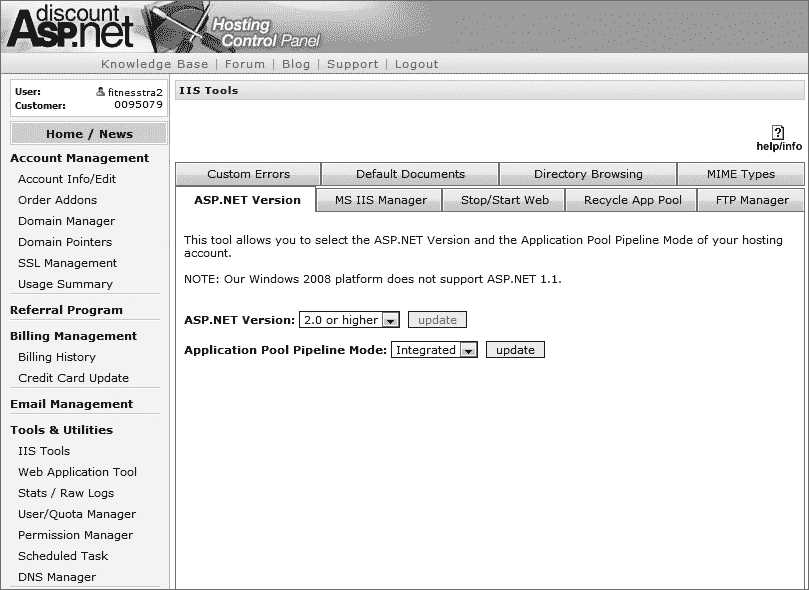 discount
ASP.net
Hosting
Control Panel
Knowledge Base | Forum | Blog | Support | Logout
User: fitnesstra2
Customer: 0095079
Home / News
Account Management
Account Info/Edit
Order Addons
Domain Manager
Domain Pointers
SSL Management
Usage Summary
Referral Program
Billing Management
Billing History
Credit Card Update
Email Management
Tools & Utilities
IIS Tools
Web Application Tool
Stats / Raw Logs
User/Quota Manager
Permission Manager
Scheduled Task
DNS Manager
IIS Tools
?
help/info
Custom Errors Default Documents Directory Browsing MIME Types
ASP.NET Version MS IIS Manager Stop/Start Web Recycle App Pool FTP Manager
This tool allows you to select the ASP.NET Version and the Application Pool Pipeline Mode of your hosting
account.
NOTE: Our Windows 2008 platform does not support ASP.NET 1.1.
ASP.NET Version: 2.0 or higher update
Application Pool Pipeline Mode: Integrated update